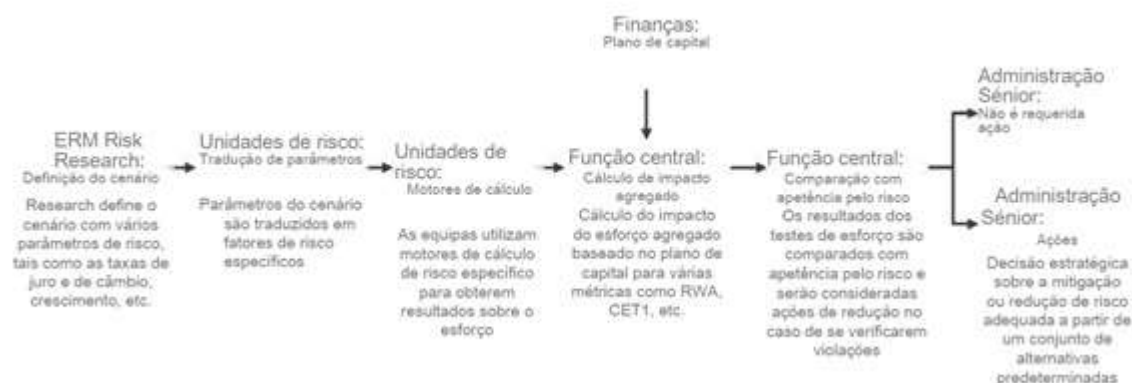 Finanças:
Plano de capital
ERM Risk
Research:
Definição do cenário
Research define o
cenário com vários
parâmetros de risco,
tais como as taxas de
juro e de câmbio,
crescimento, etc.
Unidades de risco:
Tradução de parâmetros
Parâmetros do cenário
são traduzidos em
fatores de risco
específicos
Unidades de
risco:
Motores de cálculo
As equipas utilizam
motores de cálculo
de risco específico
para obterem
resultados sobre o
esforço
Função central:
Cálculo de impacto
agregado
Cálculo do impacto
do esforço agregado
baseado no plano de
capital para várias
métricas como RWA,
CET1, etc.
Função central:
Comparação com
apetência pelo risco
Os resultados dos
testes de esforço são
comparados com
apetência pelo risco e
serão consideradas
ações de redução no
caso de se verificarem
violações
Administração
Sénior:
Não é requerida
ação
Administração
Sénior:
Ações
Decisão estratégica
sobre a mitigação
ou redução de risco
adequada a partir de
um conjunto de
alternativas
predeterminadas